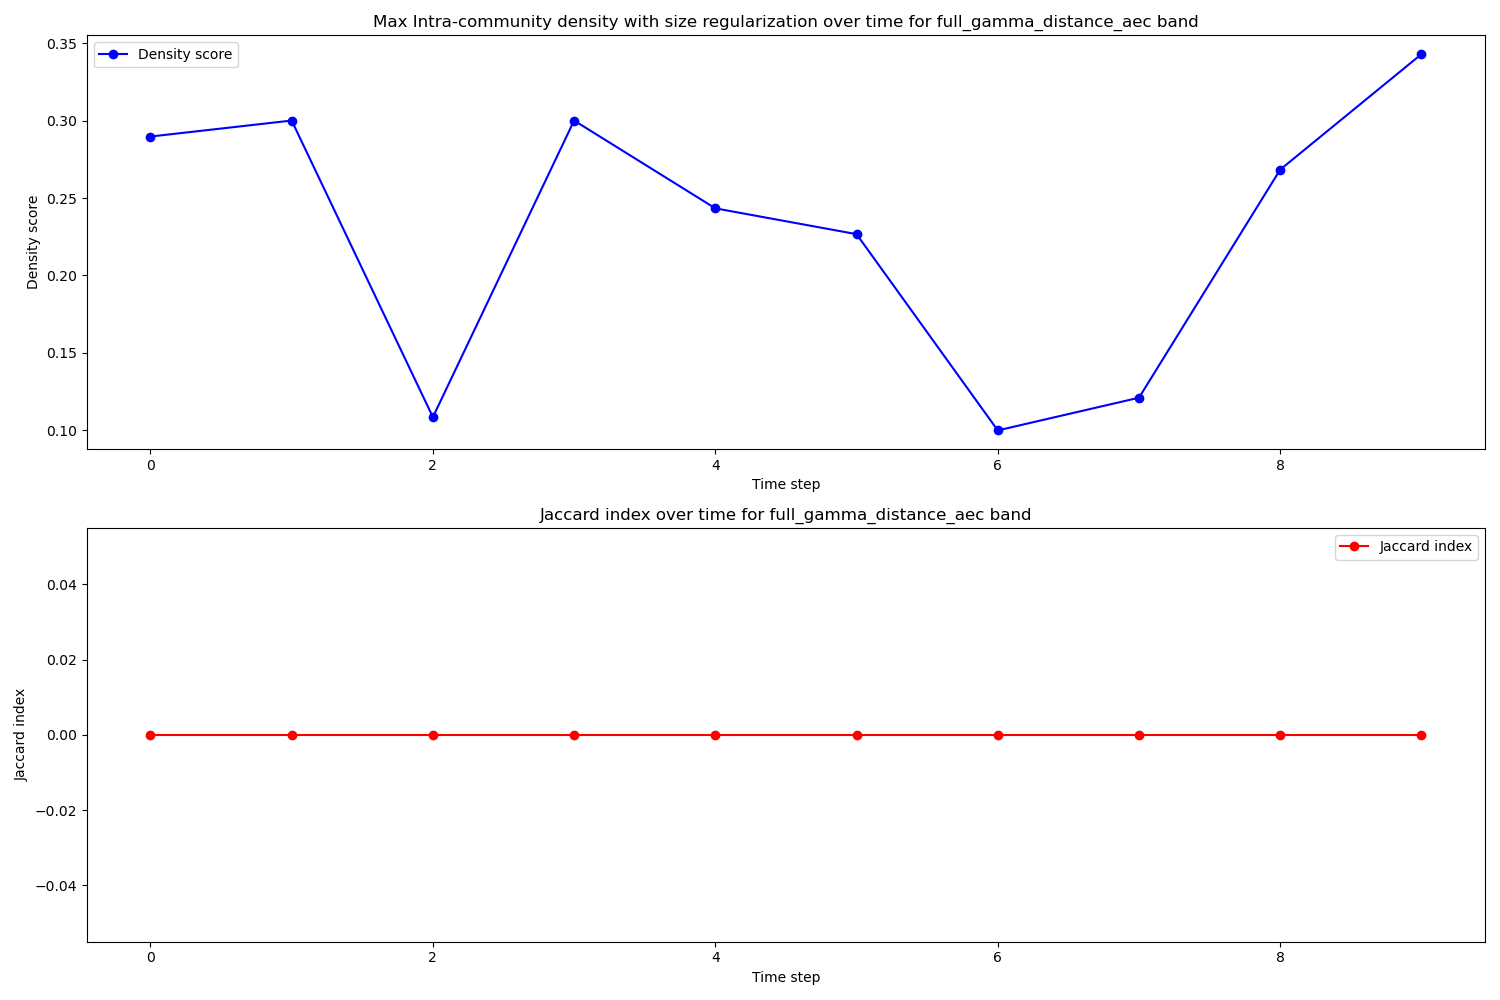 Max Intra-community density with size regularization over time for full_gamma_distance_aec band
Density score
0.35
0.30
0.25
0.20
0.15
0.10
Density score
0 2 4 6 8
Time step
Jaccard index over time for full_gamma_distance_aec band
Jaccard index
0.04
0.02
0.00
−0.02
−0.04
Jaccard index
0 2 4 6 8
Time step